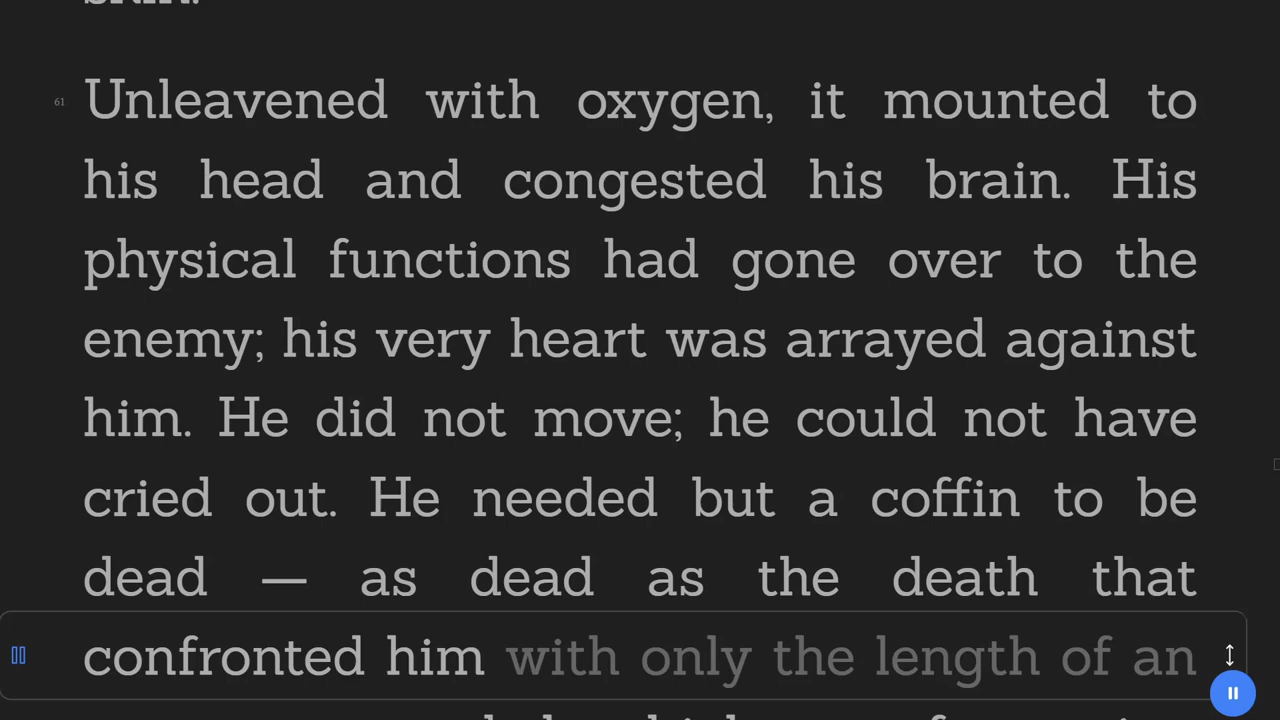 61
Unleavened with oxygen, it mounted to
his head and congested his brain. His
physical functions had gone over to the
enemy; his very heart was arrayed against
him. He did not move; he could not have
cried out. He needed but a coffin to be
dead — as dead as the death that
confronted him with only the length of an